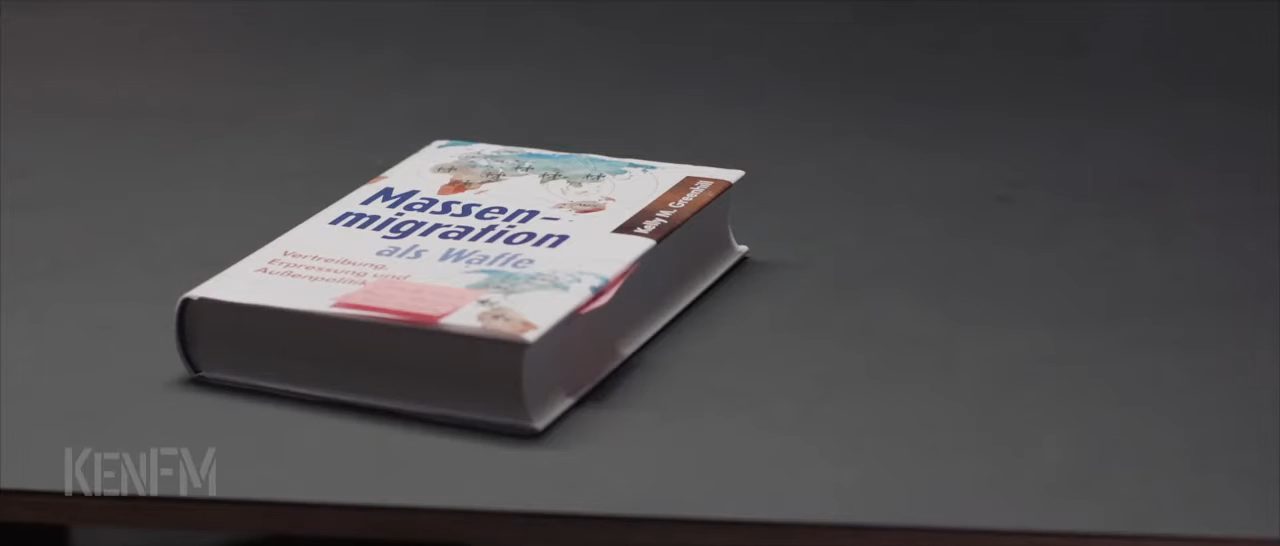 Massen-
migration
als Waffe
Vertreibung,
Erpressung und
Außenpolitik
Kelly M. Greenhill
KENFM